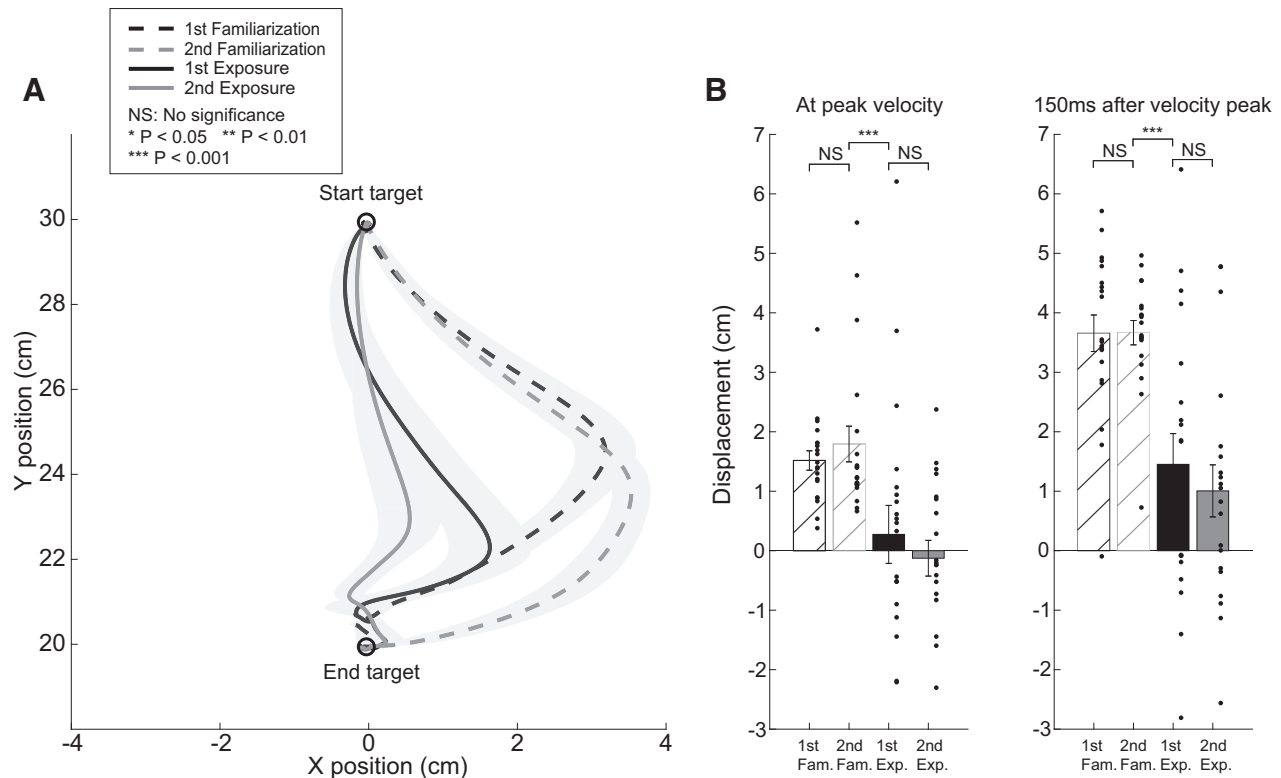 1st Familarization
2nd Familiarization
1st Exposure
2nd Exposure
NS: No significance
* P < 0.05 ** P < 0.01
*** P < 0.001
A
Start target
End target
Y position (cm)
30
28
26
24
22
20
-4
-2
0
2
4
X position (cm)
B
At peak velocity
Displacement (cm)
7
6
5
4
3
2
1
0
-1
-2
-3
NS
***
NS
1st Fam.
2nd Fam.
1st Exp.
2nd Exp.
150ms after velocity peak
7
6
5
4
3
2
1
0
-1
-2
-3
NS
***
NS
1st Fam.
2nd Fam.
1st Exp.
2nd Exp.